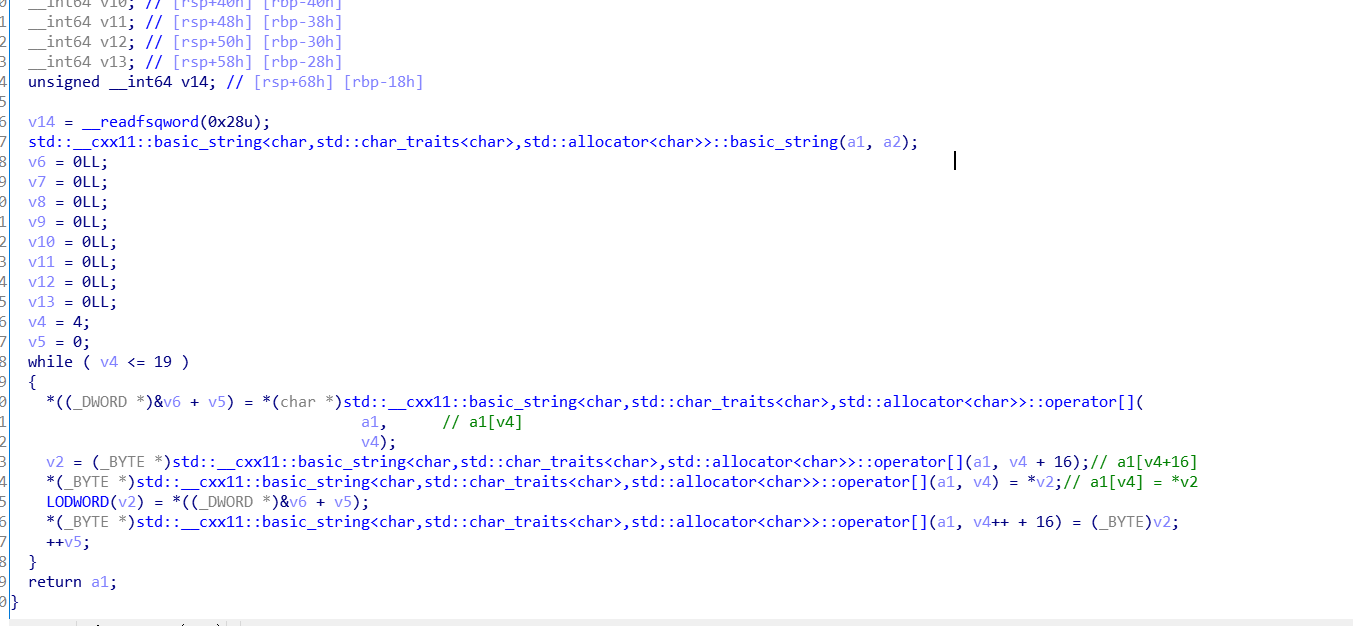 __int64 v10; // [rsp+40h] [rbp-40h]
1 __int64 v11; // [rsp+48h] [rbp-38h]
2 __int64 v12; // [rsp+50h] [rbp-30h]
3 __int64 v13; // [rsp+58h] [rbp-28h]
4 unsigned __int64 v14; // [rsp+68h] [rbp-18h]
5
6 v14 = __readfsqword(0x28u);
7 std::__cxx11::basic_string<char,std::char_traits<char>,std::allocator<char>>::basic_string(a1, a2);
8 v6 = 0LL;
9 v7 = 0LL;
0 v8 = 0LL;
1 v9 = 0LL;
2 v10 = 0LL;
3 v11 = 0LL;
4 v12 = 0LL;
5 v13 = 0LL;
6 v4 = 4;
7 v5 = 0;
8 while ( v4 <= 19 )
9 {
0 *((_DWORD *)&v6 + v5) = *(char *)std::__cxx11::basic_string<char,std::char_traits<char>,std::allocator<char>>::operator[](
1 a1, // a1[v4]
2 v4);
3 v2 = (_BYTE *)std::__cxx11::basic_string<char,std::char_traits<char>,std::allocator<char>>::operator[](a1, v4 + 16);// a1[v4+16]
4 *(_BYTE *)std::__cxx11::basic_string<char,std::char_traits<char>,std::allocator<char>>::operator[](a1, v4) = *v2;// a1[v4] = *v2
5 LODWORD(v2) = *((_DWORD *)&v6 + v5);
6 *(_BYTE *)std::__cxx11::basic_string<char,std::char_traits<char>,std::allocator<char>>::operator[](a1, v4++ + 16) = (_BYTE)v2;
7 ++v5;
8 }
9 return a1;
0 }